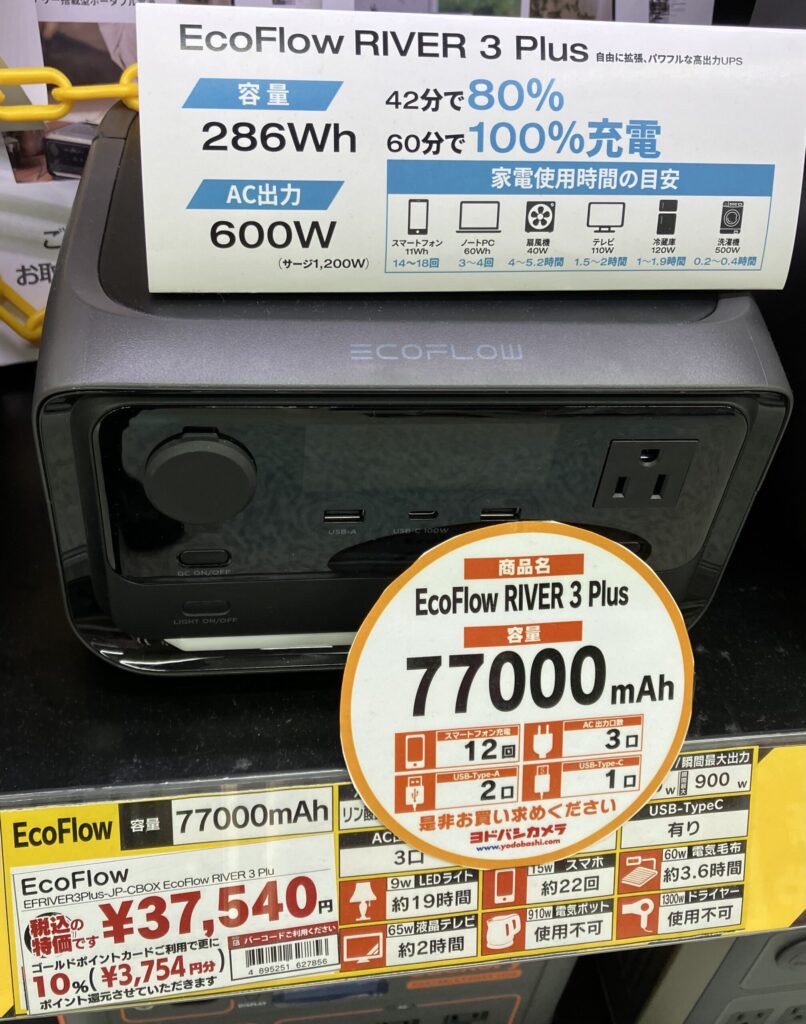 EcoFlow RIVER 3 Plus 自由に拡張、パワフルな高出力UPS
容量
286Wh
AC出力
600W
(サージ1,200W)
42分で80%
60分で100%充電
家電使用時間の目安
スマートフォン
11Wh
14〜18回
ノートPC
60Wh
3〜4回
扇風機
40W
4〜5.2時間
テレビ
110W
1.5〜2時間
冷蔵庫
120W
1〜1.9時間
洗濯機
500W
0.2〜0.4時間
ECOFLOW
USB-A
USB-C 100W
DC ON/OFF
LIGHT ON/OFF
商品名
EcoFlow RIVER 3 Plus
容量
77000mAh
スマートフォン充電
12回
AC出力口数
3口
USB-Type-A
2口
USB-Type-C
1口
是非お買い求めください
ヨドバシカメラ
www.yodobashi.com
EcoFlow 容量 77000mAh
EcoFlow
EFRIVER3Plus-JP-CBOX EcoFlow RIVER 3 Plu
税込の
特価です
¥37,540円
ゴールドポイントカードご利用で更に
10%(¥3,754円分)
ポイント還元させていただきます
バーコードご利用ください
4 895251 627856
3口
瞬間最大出力
900 w
USB-TypeC
有り
9w LEDライト
約19時間
15w スマホ
約22回
60w 電気毛布
約3.6時間
65w 液晶テレビ
約2時間
910w 電気ポット
使用不可
1300w ドライヤー
使用不可